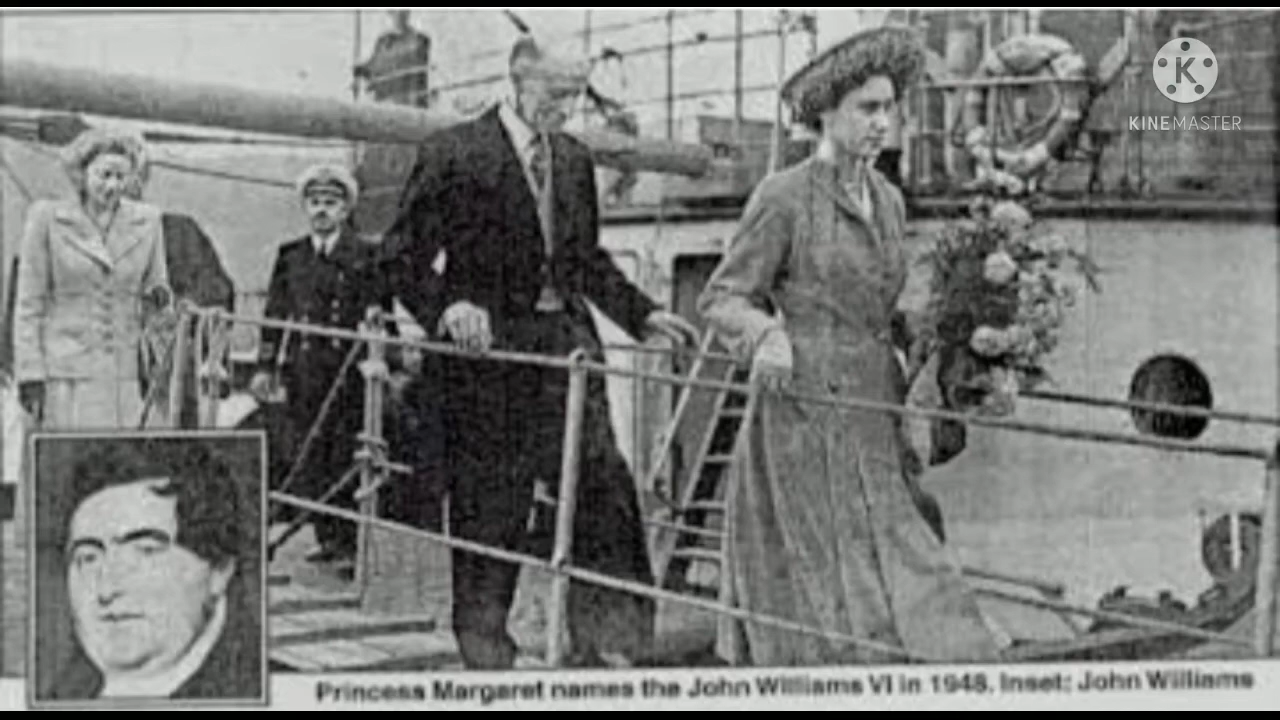 K
KINEMASTER
Princess Margaret names the John Williams VI in 1948. Inset: John Williams